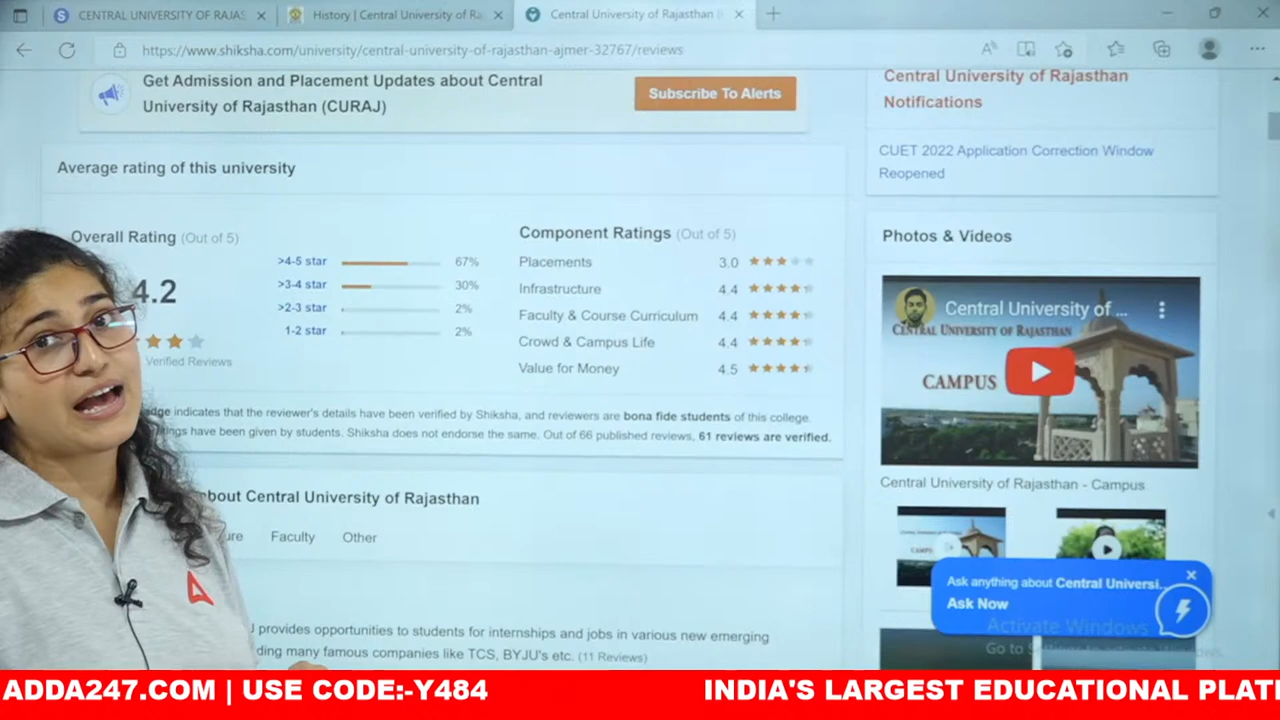 CENTRAL UNIVERSITY OF RAJAS
History | Central University of Ra
Central University of Rajasthan
https://www.shiksha.com/university/central-university-of-rajasthan-ajmer-32767/reviews
Get Admission and Placement Updates about Central
University of Rajasthan (CURAJ)
Subscribe To Alerts
Central University of Rajasthan
Notifications
CUET 2022 Application Correction Window
Reopened
Average rating of this university
Overall Rating (Out of 5)
4.2
Verified Reviews
>4-5 star 67%
>3-4 star 30%
>2-3 star 2%
1-2 star 2%
Component Ratings (Out of 5)
Placements 3.0
Infrastructure 4.4
Faculty & Course Curriculum 4.4
Crowd & Campus Life 4.4
Value for Money 4.5
indicates that the reviewer's details have been verified by Shiksha, and reviewers are bona fide students of this college.
have been given by students. Shiksha does not endorse the same. Out of 66 published reviews, 61 reviews are verified.
Photos & Videos
Central University of ...
CENTRAL UNIVERSITY OF RAJASTHAN
CAMPUS
Central University of Rajasthan - Campus
about Central University of Rajasthan
Faculty Other
provides opportunities to students for internships and jobs in various new emerging
many famous companies like TCS, BYJU's etc. (11 Reviews)
Ask anything about Central Universi...
Ask Now
Activate Windows
Go to Settings to activate Windows.
ADDA247.COM | USE CODE:-Y484
INDIA'S LARGEST EDUCATIONAL PLAT